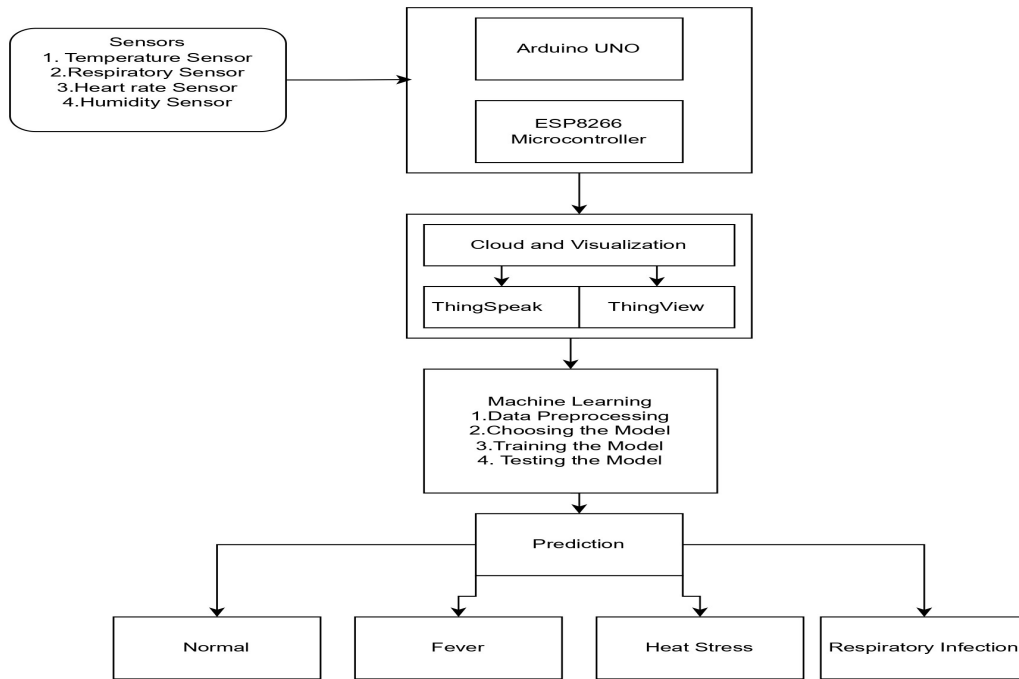 Sensors
1. Temperature Sensor
2.Respiratory Sensor
3.Heart rate Sensor
4.Humidity Sensor
Arduino UNO
ESP8266
Microcontroller
Cloud and Visualization
ThingSpeak
ThingView
Machine Learning
1.Data Preprocessing
2.Choosing the Model
3.Training the Model
4. Testing the Model
Prediction
Normal
Fever
Heat Stress
Respiratory Infection